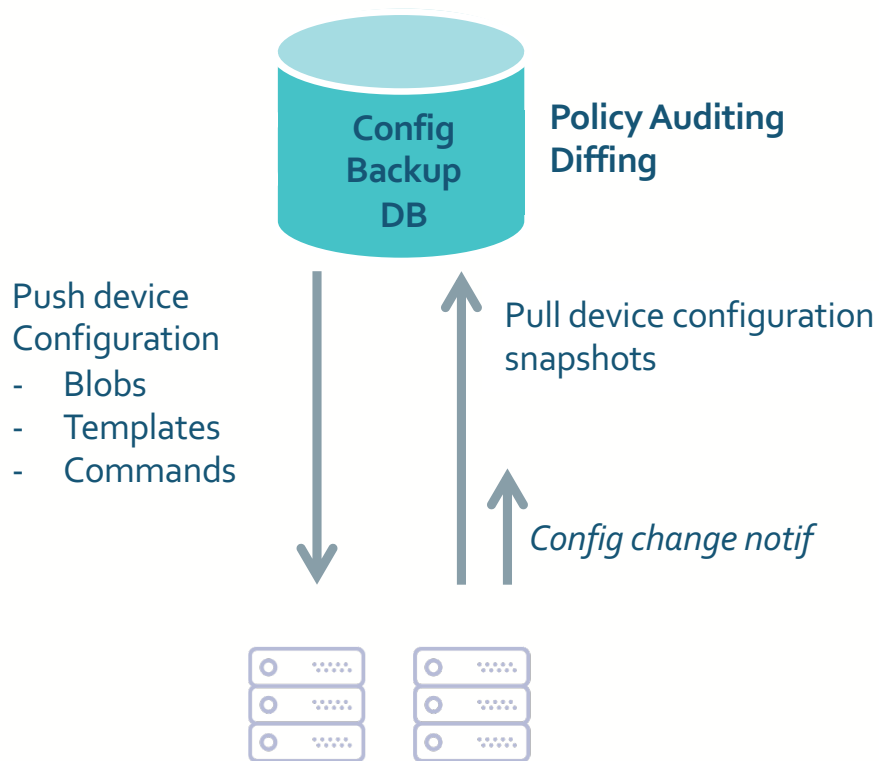 Config
Backup
DB
Policy Auditing
Diffing
Push device
Configuration
- Blobs
- Templates
- Commands
Pull device configuration
snapshots
Config change notif